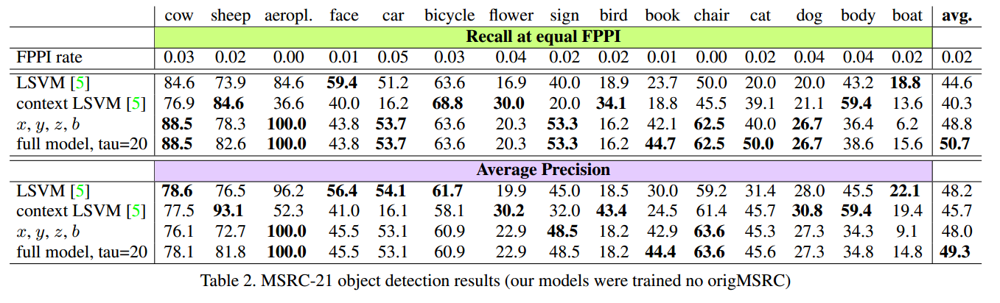 cow sheep aeropl. face car bicycle flower sign bird book chair cat dog body boat avg.
Recall at equal FPPI
FPPI rate 0.03 0.02 0.00 0.01 0.05 0.03 0.04 0.02 0.02 0.01 0.00 0.02 0.04 0.04 0.02 0.02
LSVM [5] 84.6 73.9 84.6 59.4 51.2 63.6 16.9 40.0 18.9 23.7 50.0 20.0 20.0 43.2 18.8 44.6
context LSVM [5] 76.9 84.6 36.6 40.0 16.2 68.8 30.0 20.0 34.1 18.8 45.5 39.1 21.1 59.4 13.6 40.3
x, y, z, b 88.5 78.3 100.0 43.8 53.7 63.6 20.3 53.3 16.2 42.1 62.5 40.0 26.7 36.4 6.2 48.8
full model, tau=20 88.5 82.6 100.0 43.8 53.7 63.6 20.3 53.3 16.2 44.7 62.5 50.0 26.7 38.6 15.6 50.7
Average Precision
LSVM [5] 78.6 76.5 96.2 56.4 54.1 61.7 19.9 45.0 18.5 30.0 59.2 31.4 28.0 45.5 22.1 48.2
context LSVM [5] 77.5 93.1 52.3 41.0 16.1 58.1 30.2 32.0 43.4 24.5 61.4 45.7 30.8 59.4 19.4 45.7
x, y, z, b 76.1 72.7 100.0 45.5 53.1 60.9 22.9 48.5 18.2 42.9 63.6 45.3 27.3 34.3 9.1 48.0
full model, tau=20 78.1 81.8 100.0 45.5 53.1 60.9 22.9 48.5 18.2 44.4 63.6 45.6 27.3 34.8 14.8 49.3
Table 2. MSRC-21 object detection results (our models were trained no origMSRC)